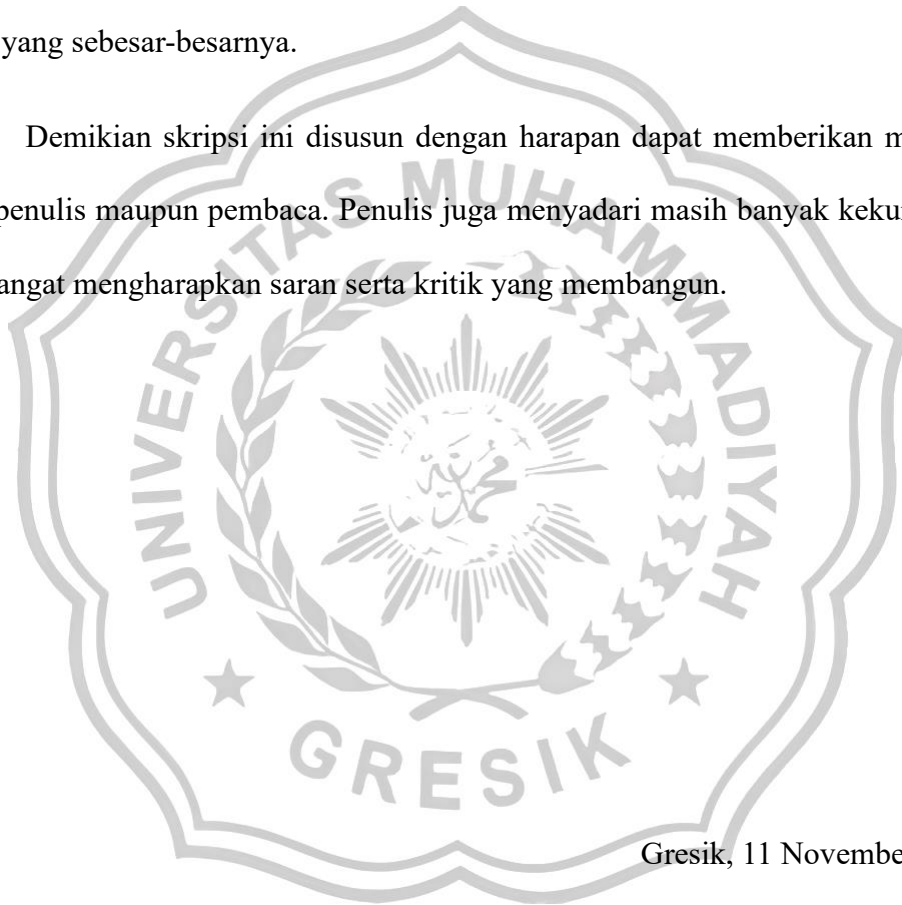 yang sebesar-besarnya.
Demikian skripsi ini disusun dengan harapan dapat memberikan m
penulis maupun pembaca. Penulis juga menyadari masih banyak keku
angat mengharapkan saran serta kritik yang membangun.
UNIVERSITAS MUHAMMADIYAH
GRESIK
Gresik, 11 Novembe